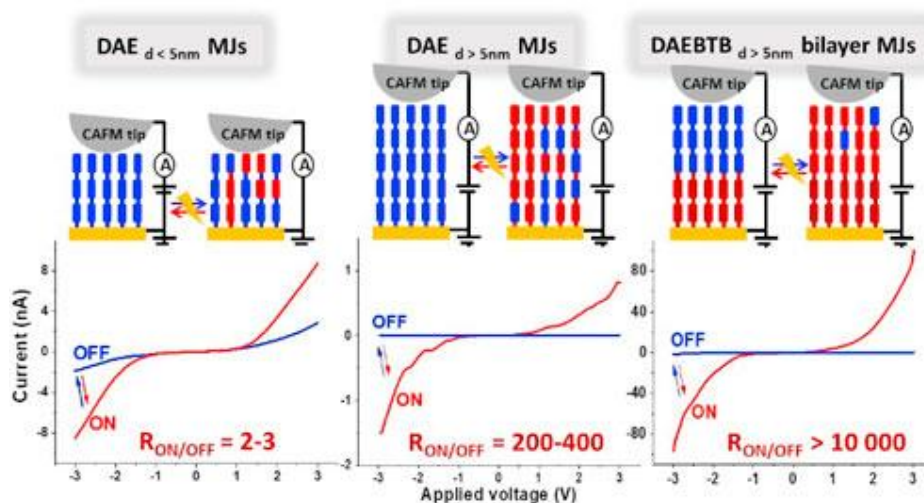 DAE d < 5nm MJs
DAE d > 5nm MJs
DAEBTB d > 5nm bilayer MJs
CAFM tip
A
CAFM tip
A
CAFM tip
A
CAFM tip
A
CAFM tip
A
CAFM tip
A
Current (nA)
8
4
0
-4
-8
OFF
ON
RON/OFF = 2-3
-3 -2 -1 0 1 2 3
1
0
-1
-2
OFF
ON
RON/OFF = 200-400
-3 -2 -1 0 1 2 3
80
40
0
-40
-80
OFF
ON
RON/OFF > 10 000
-3 -2 -1 0 1 2 3
Applied voltage (V)